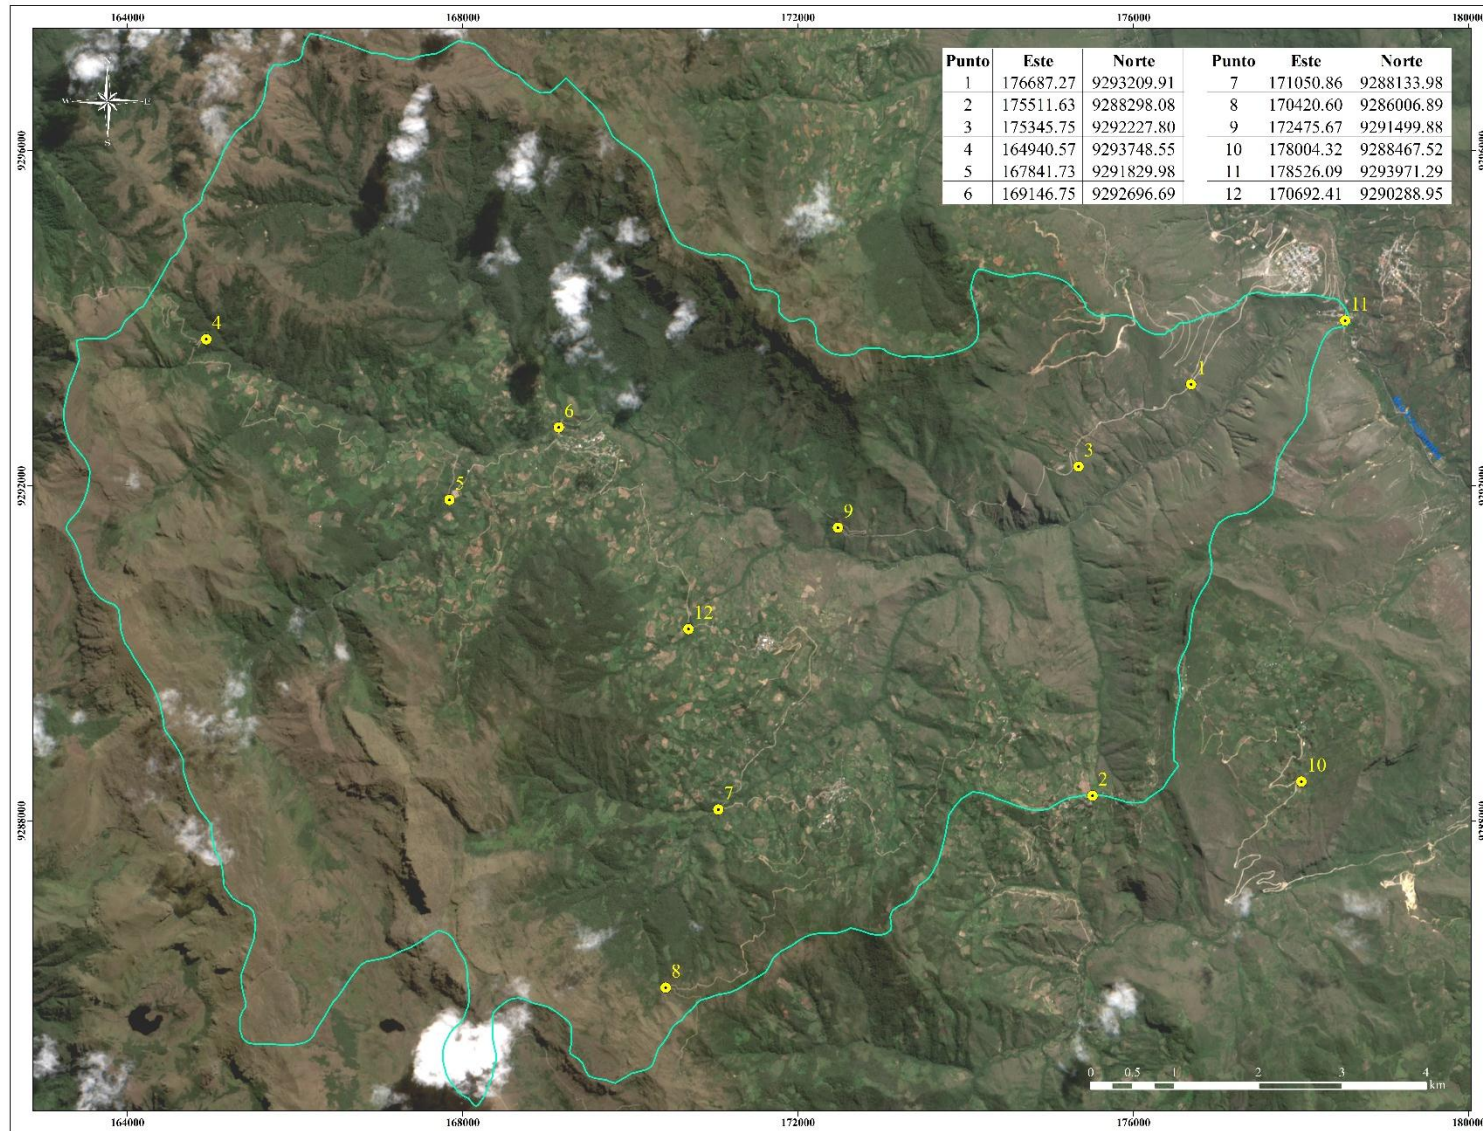 164000 168000 172000 176000 180000
Punto Este Norte Punto Este Norte
1 176687.27 9293209.91 7 171050.86 9288133.98
2 175511.63 9288298.08 8 170420.60 9286006.89
3 175345.75 9292227.80 9 172475.67 9291499.88
4 164940.57 9293748.55 10 178004.32 9288467.52
5 167841.73 9291829.98 11 178526.09 9293971.29
6 169146.75 9292696.69 12 170692.41 9290288.95
W E
S
9296000 9296000
11
4
1
6
3
5
9292000 9292000
9
12
10
2
7
9288000 9288000
8
0 0.5 1 2 3 4
km
164000 168000 172000 176000 180000